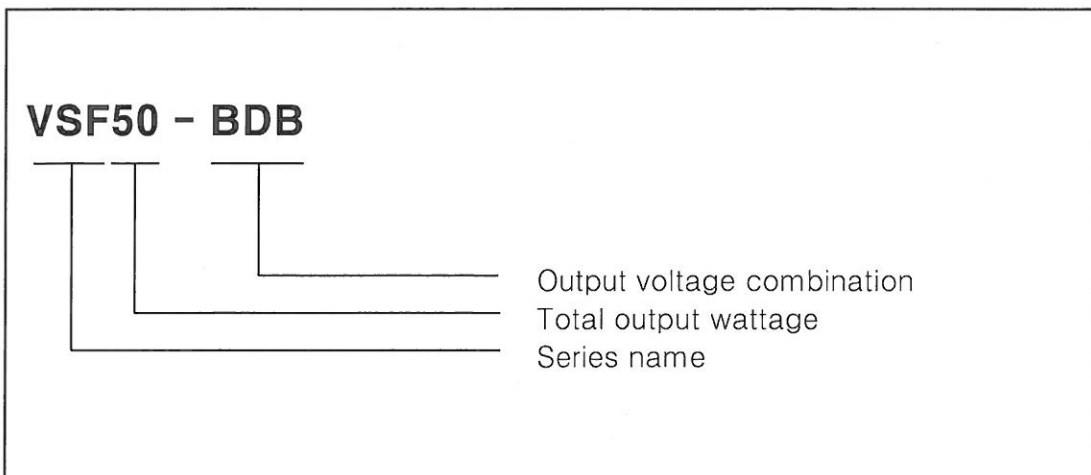 VSF50 - BDB
Output voltage combination
Total output wattage
Series name